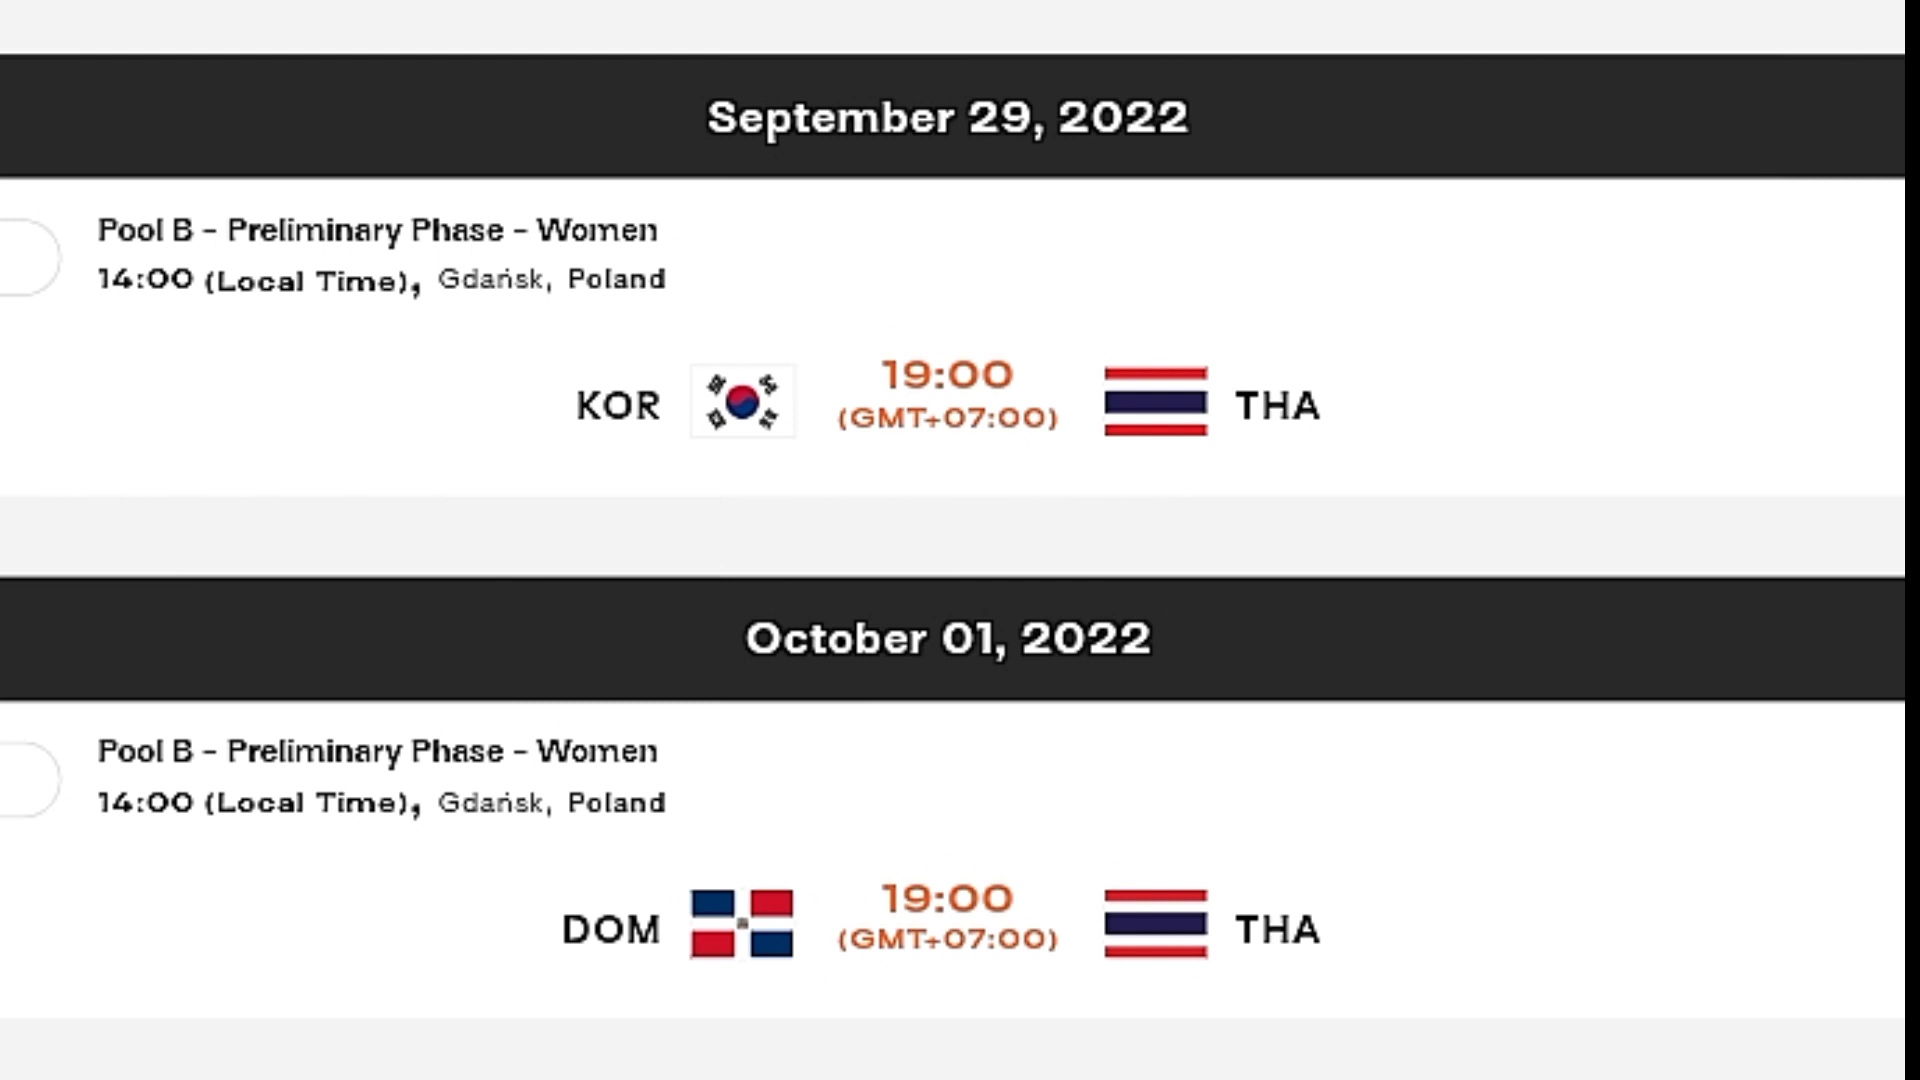 September 29, 2022
Pool B - Preliminary Phase - Women
14:00 (Local Time), Gdańsk, Poland
KOR 19:00 THA
(GMT+07:00)
October 01, 2022
Pool B - Preliminary Phase - Women
14:00 (Local Time), Gdańsk, Poland
DOM 19:00 THA
(GMT+07:00)